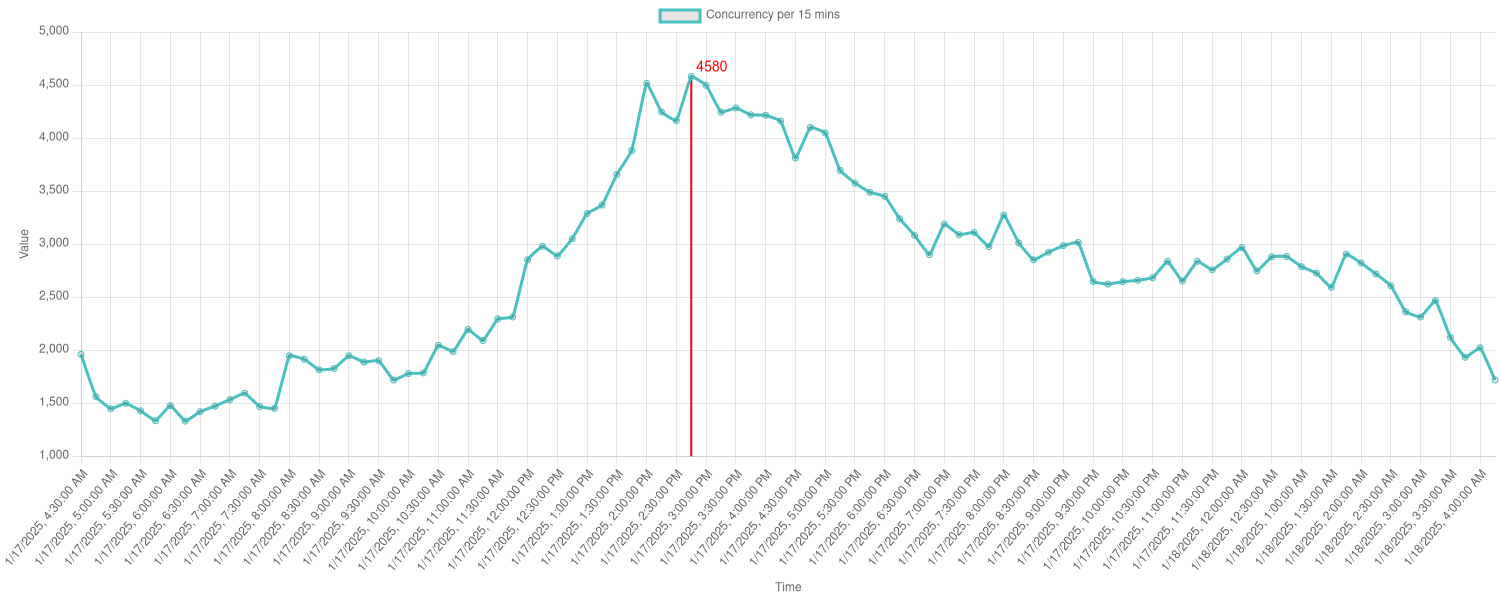 Concurrency per 15 mins
5,000
4,500
4,000
3,500
3,000
2,500
2,000
1,500
1,000
Value
4580
1/17/2025, 4:30:00 AM
1/17/2025, 5:00:00 AM
1/17/2025, 5:30:00 AM
1/17/2025, 6:00:00 AM
1/17/2025, 6:30:00 AM
1/17/2025, 7:00:00 AM
1/17/2025, 7:30:00 AM
1/17/2025, 8:00:00 AM
1/17/2025, 8:30:00 AM
1/17/2025, 9:00:00 AM
1/17/2025, 9:30:00 AM
1/17/2025, 10:00:00 AM
1/17/2025, 10:30:00 AM
1/17/2025, 11:00:00 AM
1/17/2025, 11:30:00 AM
1/17/2025, 12:00:00 PM
1/17/2025, 12:30:00 PM
1/17/2025, 1:00:00 PM
1/17/2025, 1:30:00 PM
1/17/2025, 2:00:00 PM
1/17/2025, 2:30:00 PM
1/17/2025, 3:00:00 PM
1/17/2025, 3:30:00 PM
1/17/2025, 4:00:00 PM
1/17/2025, 4:30:00 PM
1/17/2025, 5:00:00 PM
1/17/2025, 5:30:00 PM
1/17/2025, 6:00:00 PM
1/17/2025, 6:30:00 PM
1/17/2025, 7:00:00 PM
1/17/2025, 7:30:00 PM
1/17/2025, 8:00:00 PM
1/17/2025, 8:30:00 PM
1/17/2025, 9:00:00 PM
1/17/2025, 9:30:00 PM
1/17/2025, 10:00:00 PM
1/17/2025, 10:30:00 PM
1/17/2025, 11:00:00 PM
1/17/2025, 11:30:00 PM
1/18/2025, 12:00:00 AM
1/18/2025, 12:30:00 AM
1/18/2025, 1:00:00 AM
1/18/2025, 1:30:00 AM
1/18/2025, 2:00:00 AM
1/18/2025, 2:30:00 AM
1/18/2025, 3:00:00 AM
1/18/2025, 3:30:00 AM
1/18/2025, 4:00:00 AM
Time